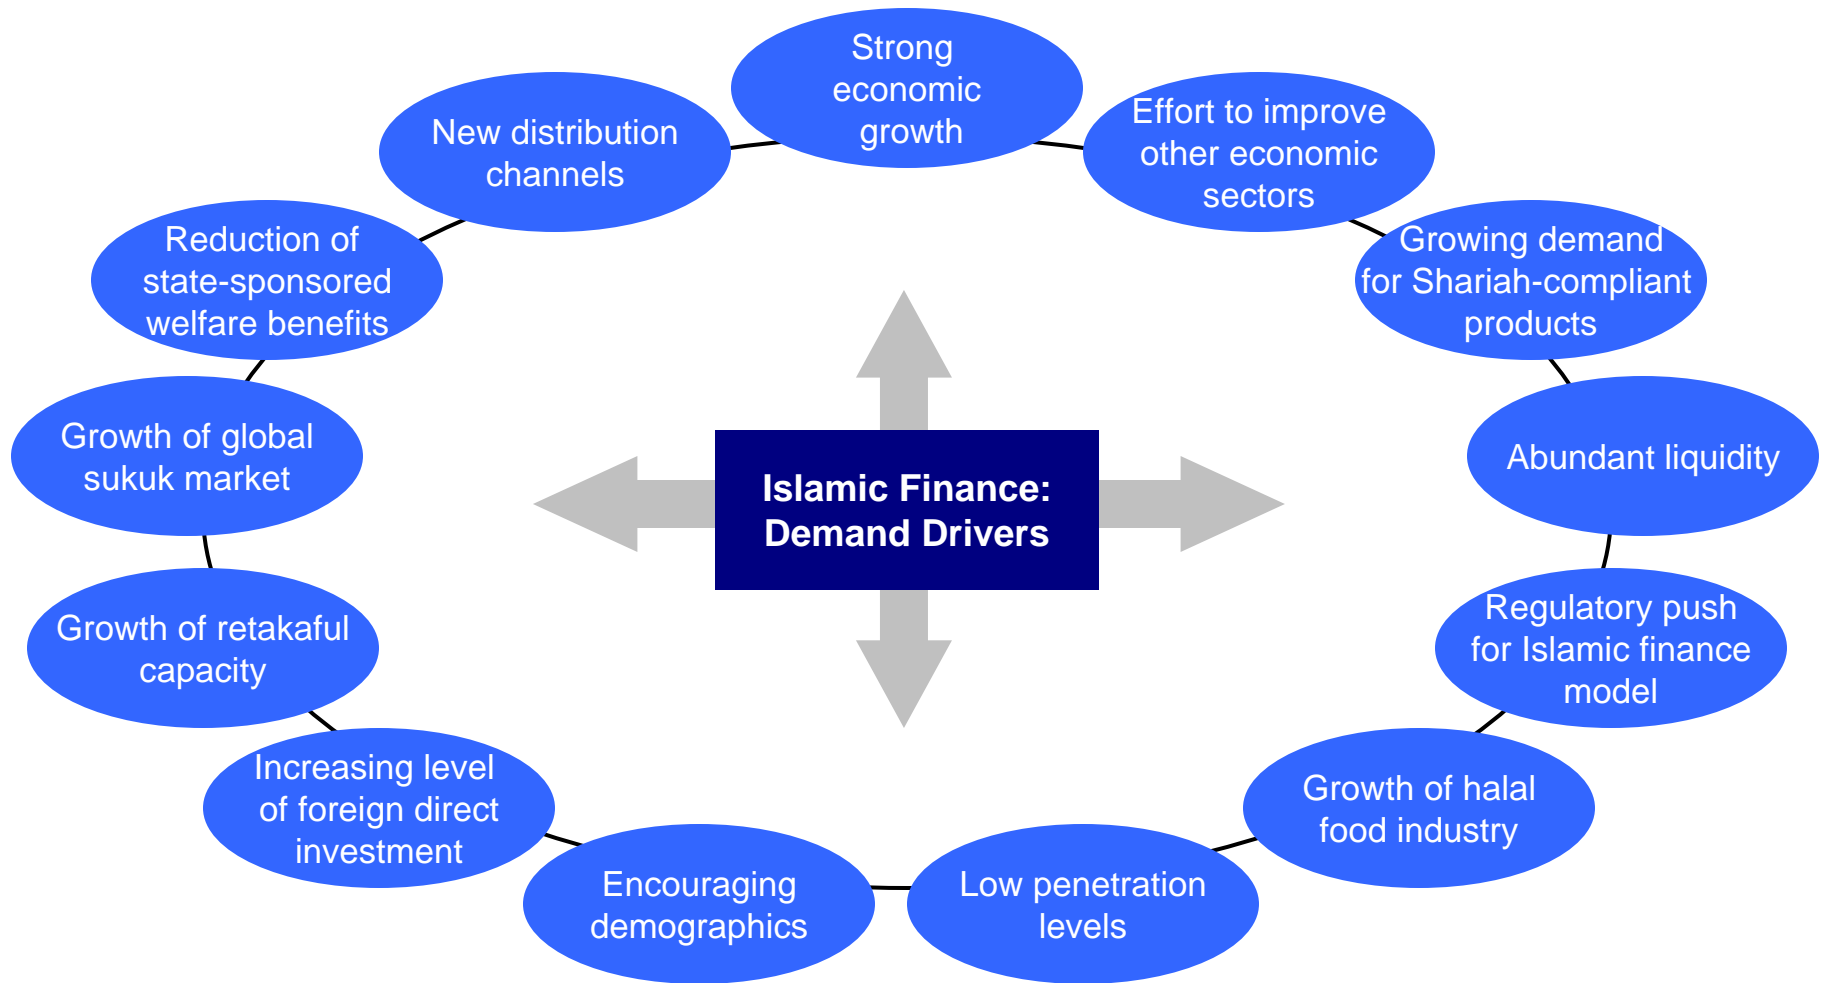 Strong
economic
growth
Effort to improve
other economic
sectors
Growing demand
for Shariah-compliant
products
Abundant liquidity
Regulatory push
for Islamic finance
model
Growth of halal
food industry
Low penetration
levels
Encouraging
demographics
Increasing level
of foreign direct
investment
Growth of retakaful
capacity
Growth of global
sukuk market
Reduction of
state-sponsored
welfare benefits
New distribution
channels
Islamic Finance:
Demand Drivers